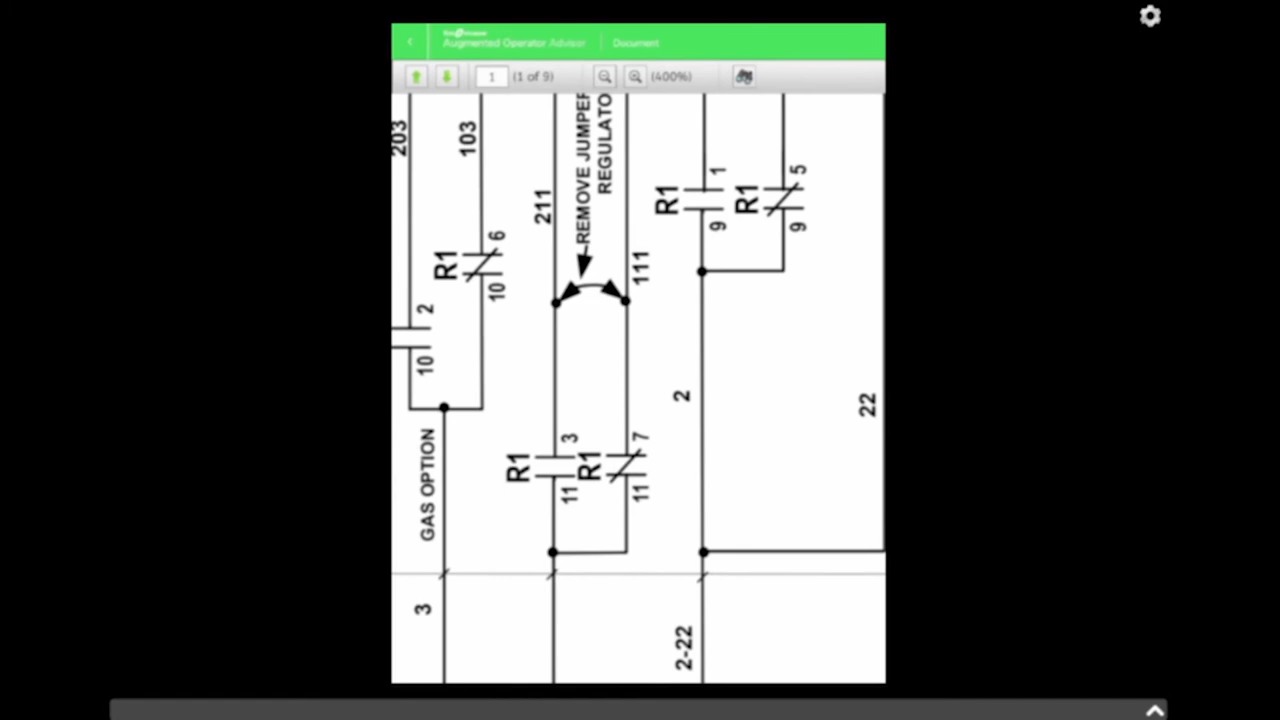 Augmented Operator Advisor
Document
1
(1 of 9)
(400%)
203
103
211
REMOVE JUMPER
REGULATO
111
R1
1
9
R1
5
9
R1
6
10
2
10
2
22
GAS OPTION
R1
3
11
R1
7
11
3
2-22